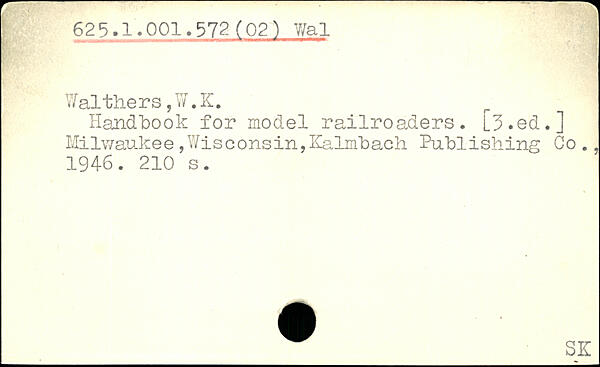 625.1.001.572(02) Wal
Walthers,W.K.
Handbook for model railroaders. [3.ed.]
Milwaukee,Wisconsin,Kalmbach Publishing Co.,
1946. 210 s.
SK